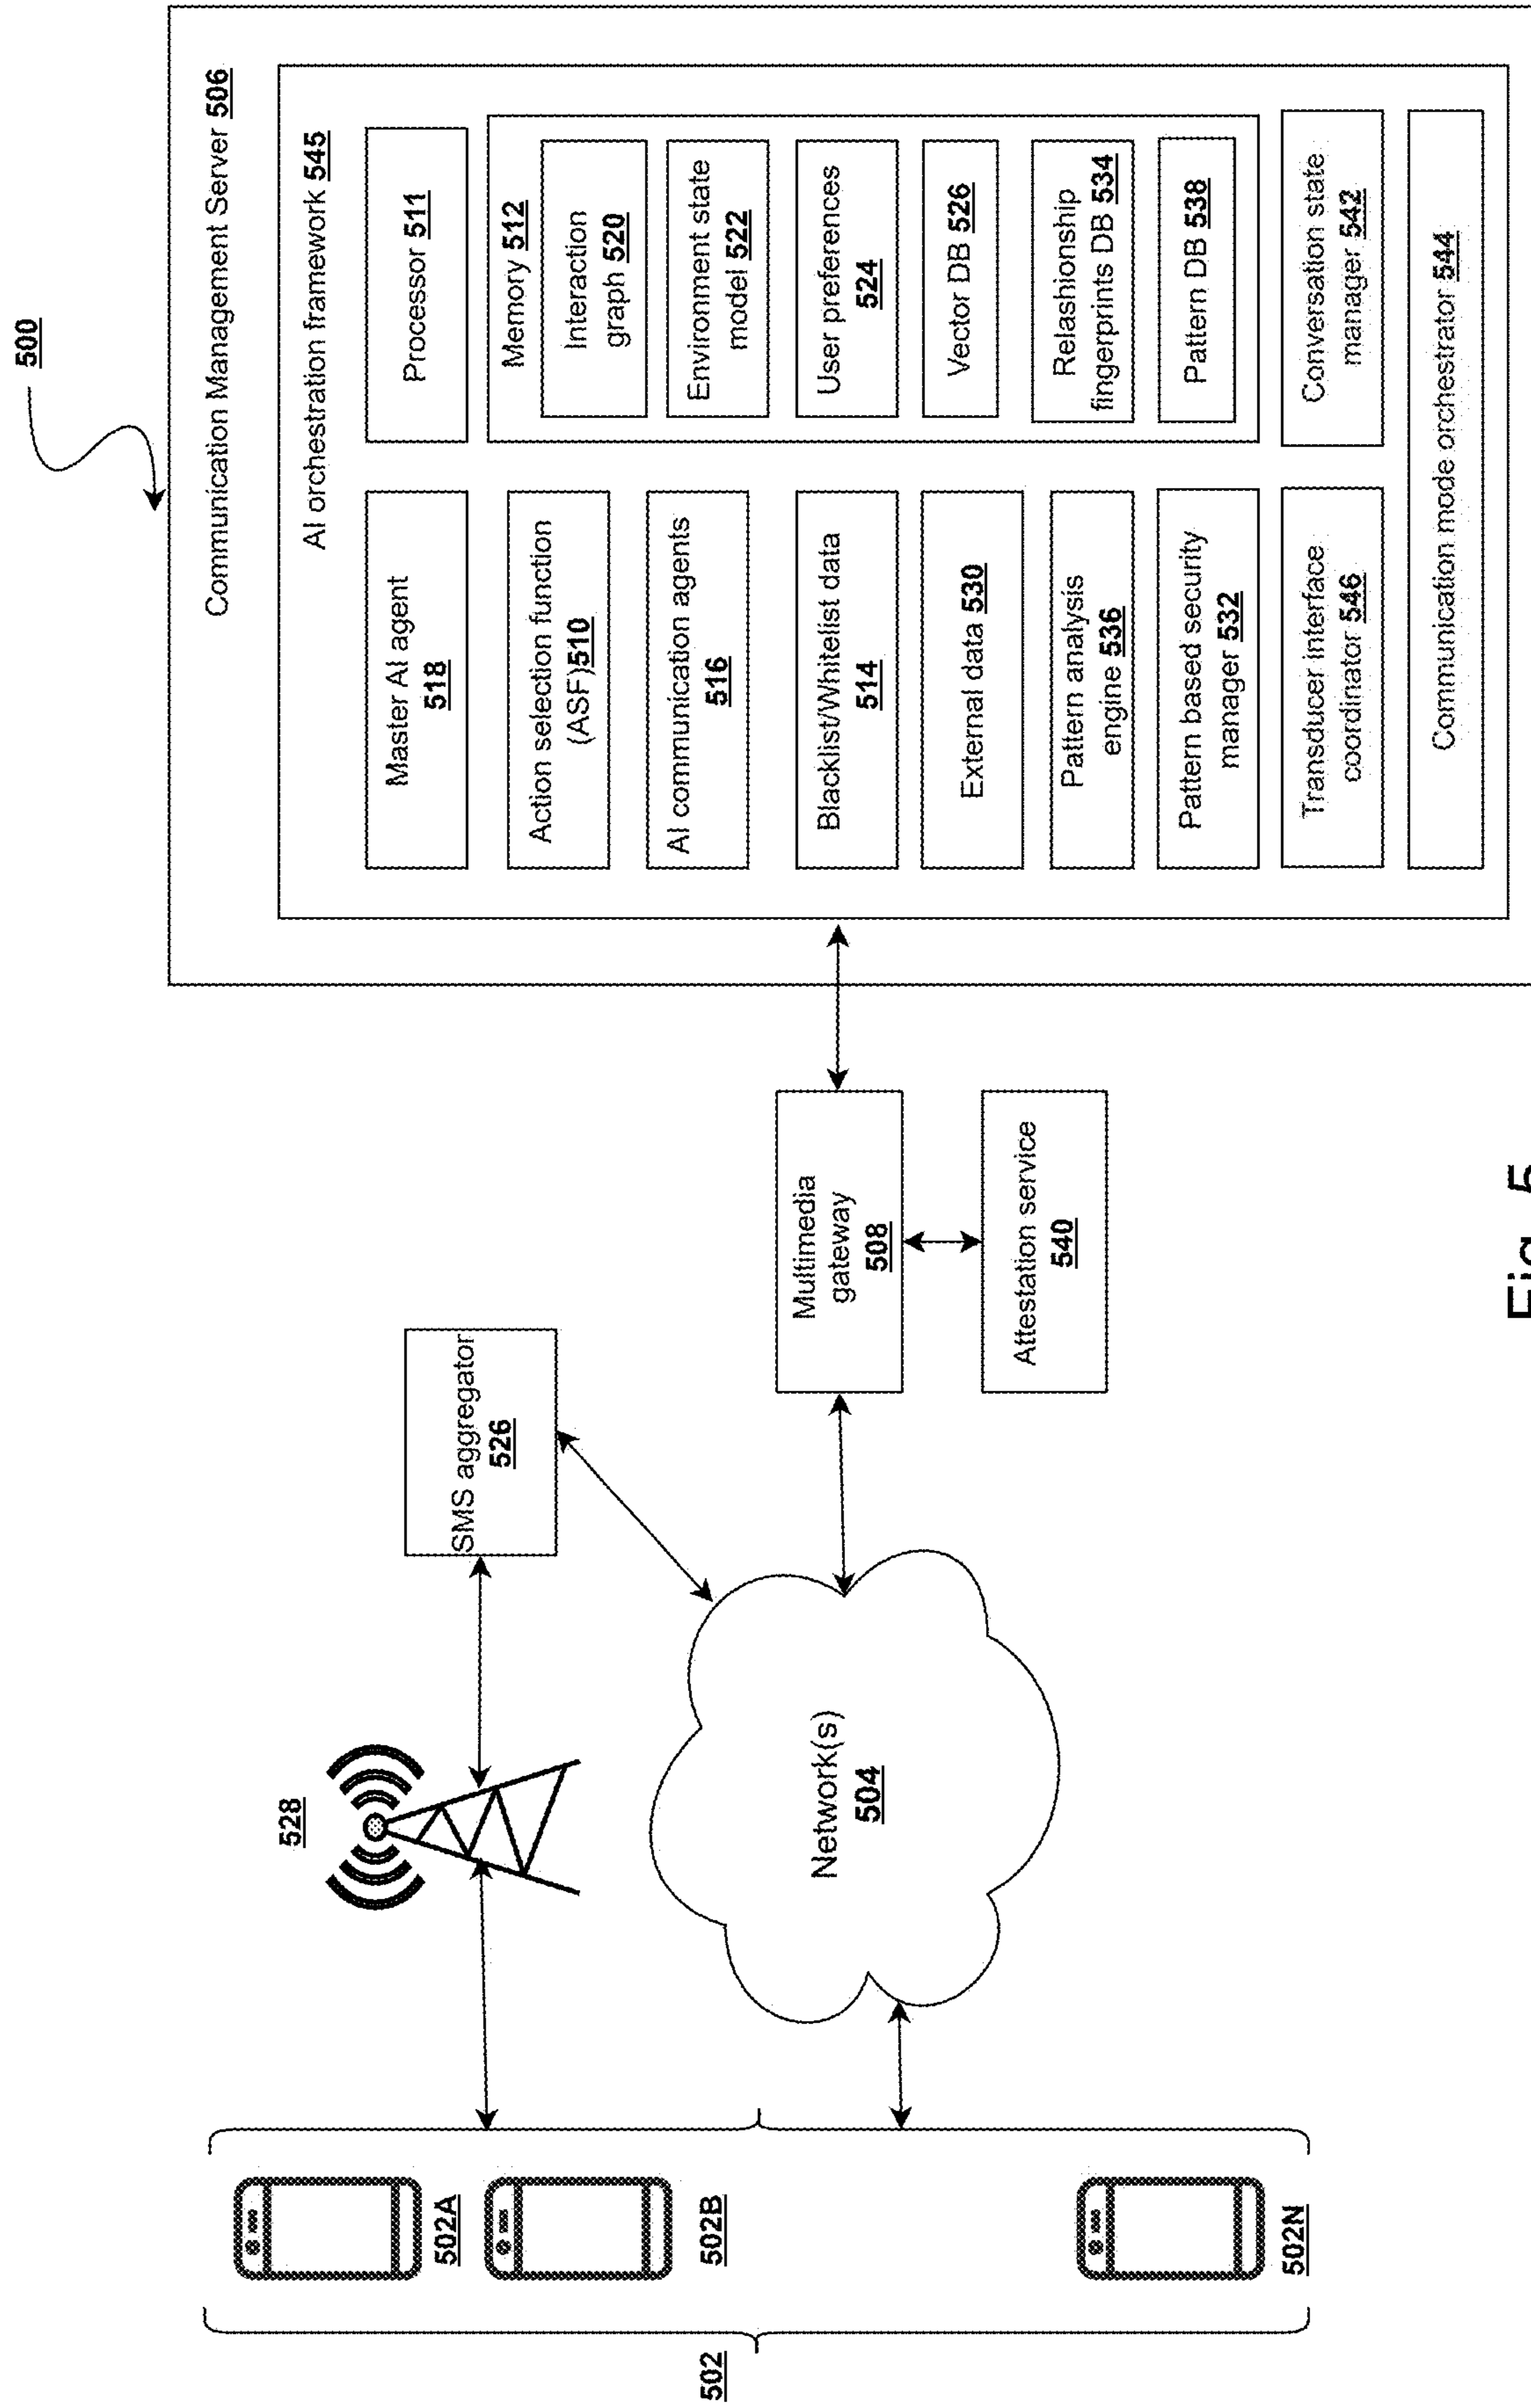 500
Communication Management Server 506
AI orchestration framework 545
Master AI agent
518
Processor 511
Action selection function
(ASF)510
Memory 512
Interaction
graph 520
AI communication agents
516
Environment state
model 522
Blacklist/Whitelist data
514
User preferences
524
External data 530
Vector DB 526
Pattern analysis
engine 536
Relashionship
fingerprints DB 534
Pattern based security
manager 532
Pattern DB 538
Transducer interface
coordinator 546
Conversation state
manager 542
Communication mode orchestrator 544
528
SMS aggregator
526
Multimedia
gateway
508
Attestation service
540
Network(s)
504
502A
502B
502N
502
Fig. 5